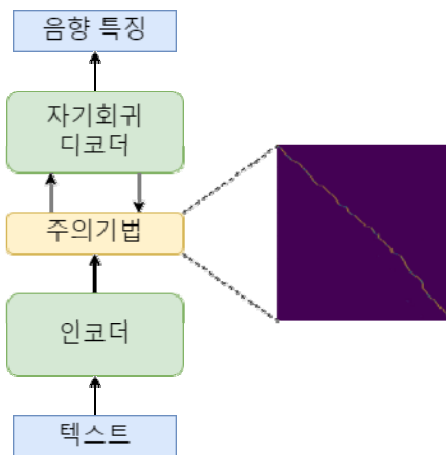 음향 특징
자기회귀
디코더
주의기법
인코더
텍스트